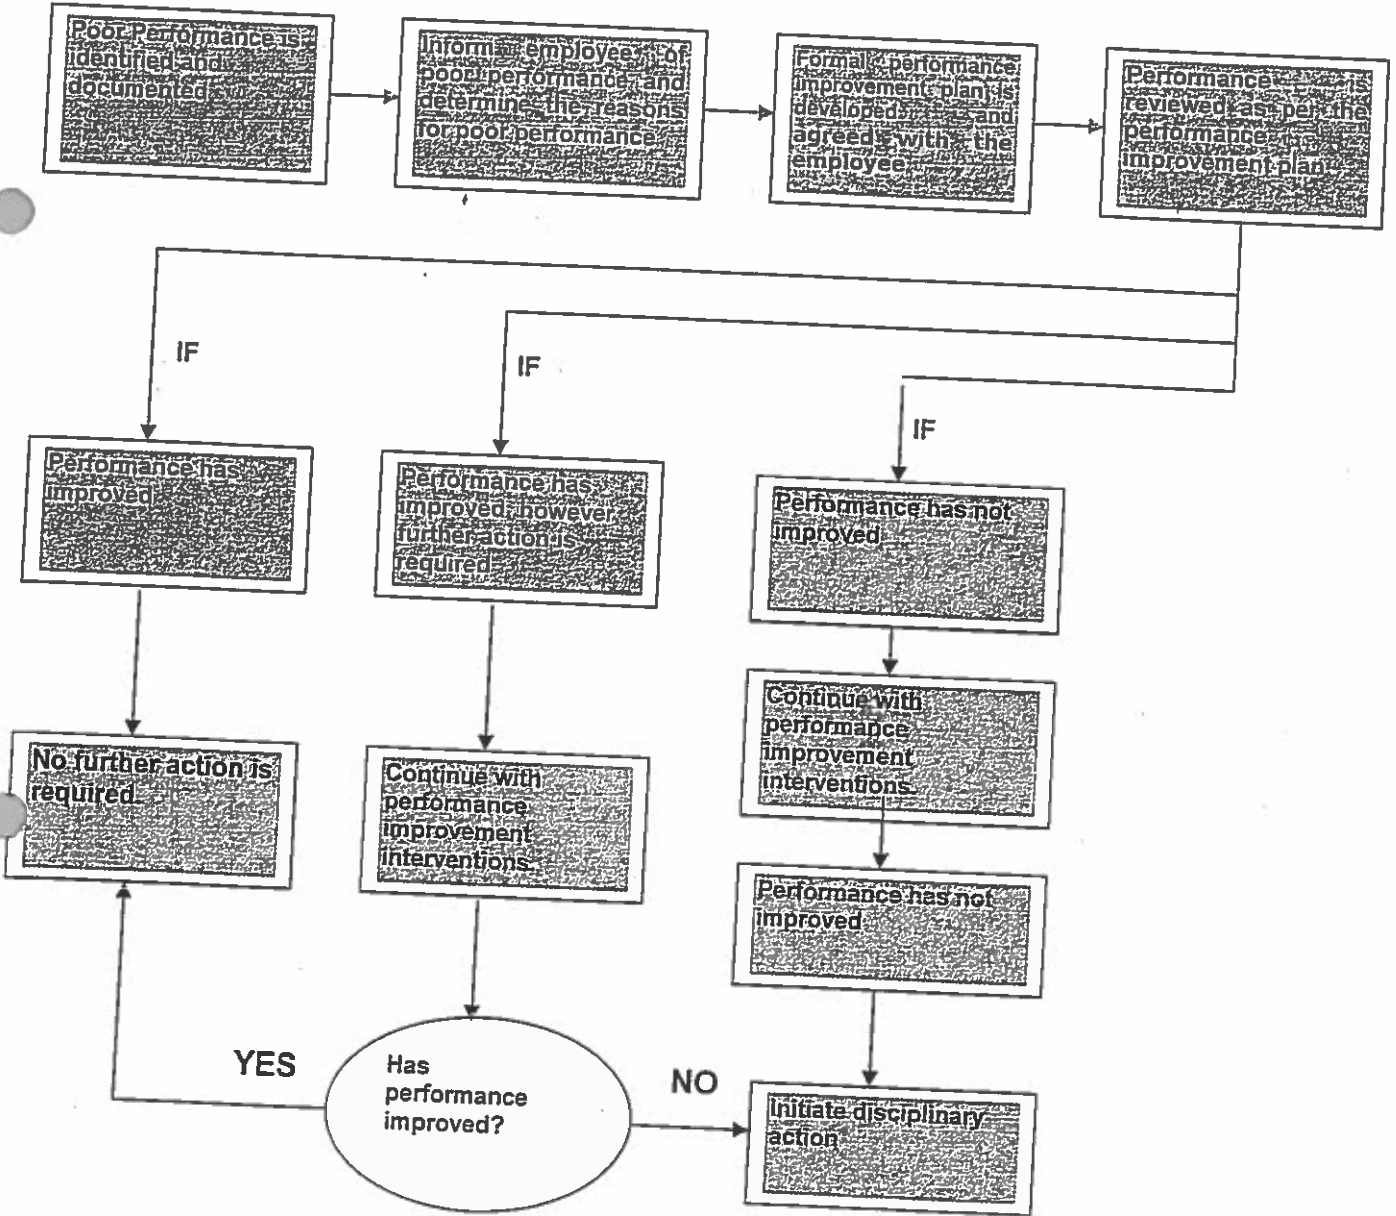 Poor Performance is
identified and
documented
Inform employee of
poor performance and
determine the reasons
for poor performance
Formal performance
improvement plan is
developed and
agreed with the
employee
Performance is
reviewed as per the
performance
improvement plan
IF
IF
IF
Performance has
improved
Performance has
improved, however
further action is
required
Performance has not
improved
No further action is
required.
Continue with
performance
improvement
interventions.
Continue with
performance
improvement
interventions.
Performance has not
improved
YES
Has
performance
improved?
NO
Initiate disciplinary
action